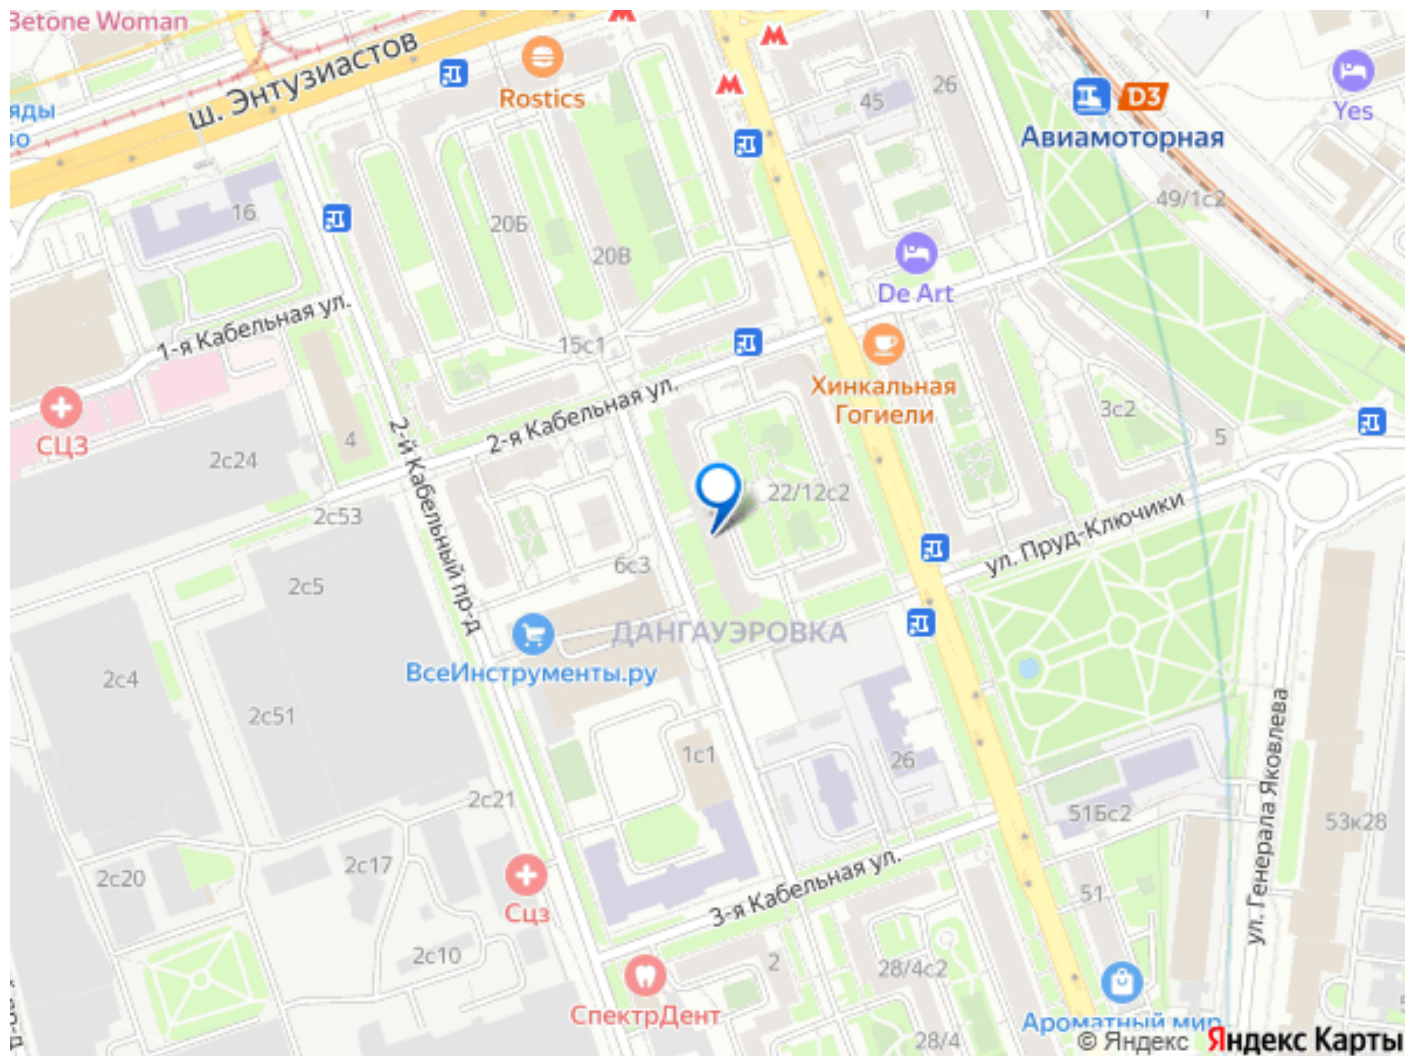 Betone Woman
ш. Энтузиастов
Rostics
яды
во
D3
Авиамоторная
Yes
26
45
49/1с2
16
20Б
20В
De Art
1-я Кабельная ул.
15с1
Хинкальная
Гогиели
2-я Кабельная ул.
3с2
5
СЦЗ
4
2с24
2-й Кабельный пр-д
22/12с2
2с53
ул. Пруд-Ключики
6с3
2с5
ДАНГАУЭРОВКА
ВсеИнструменты.ру
2с4
2с51
1с1
26
ул. Генерала Яковлева
2с21
51Бс2
53к28
2с17
2с20
3-я Кабельная ул.
Сцз
51
2с10
2
28/4с2
СпектрДент
Ароматный мир
28/4
© Яндекс Яндекс Карты